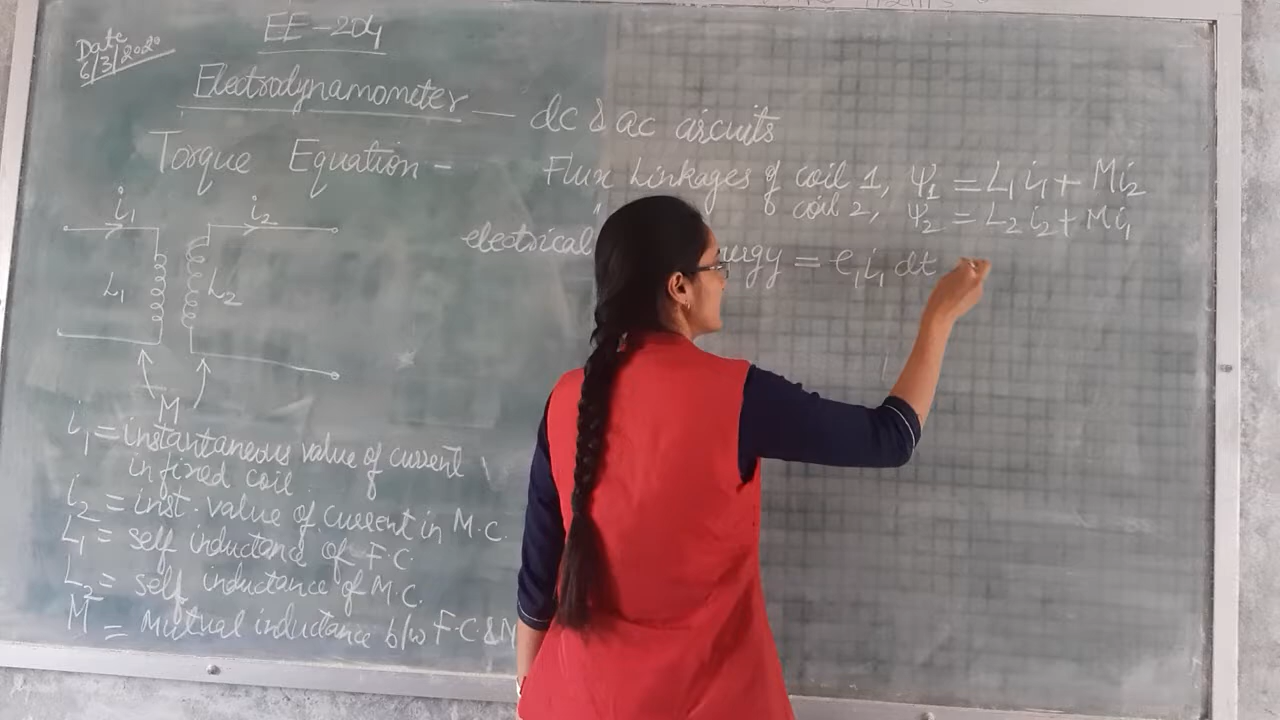 Date
6/3/2020
EE-204
Electrodynamometer — dc & ac circuits
Torque Equation -
Flux Linkages of coil 1, Ψ1 = L1 i1 + Mi2
" of coil 2, Ψ2 = L2 i2 + Mi1
electrical ergy = e1 i1 dt
i1
i2
L1
L2
M
i1 = instantaneous value of current
in fixed coil
i2 = inst. value of current in M.C.
L1 = self inductance of F.C.
L2 = self inductance of M.C.
M = Mutual inductance b/w F.C &